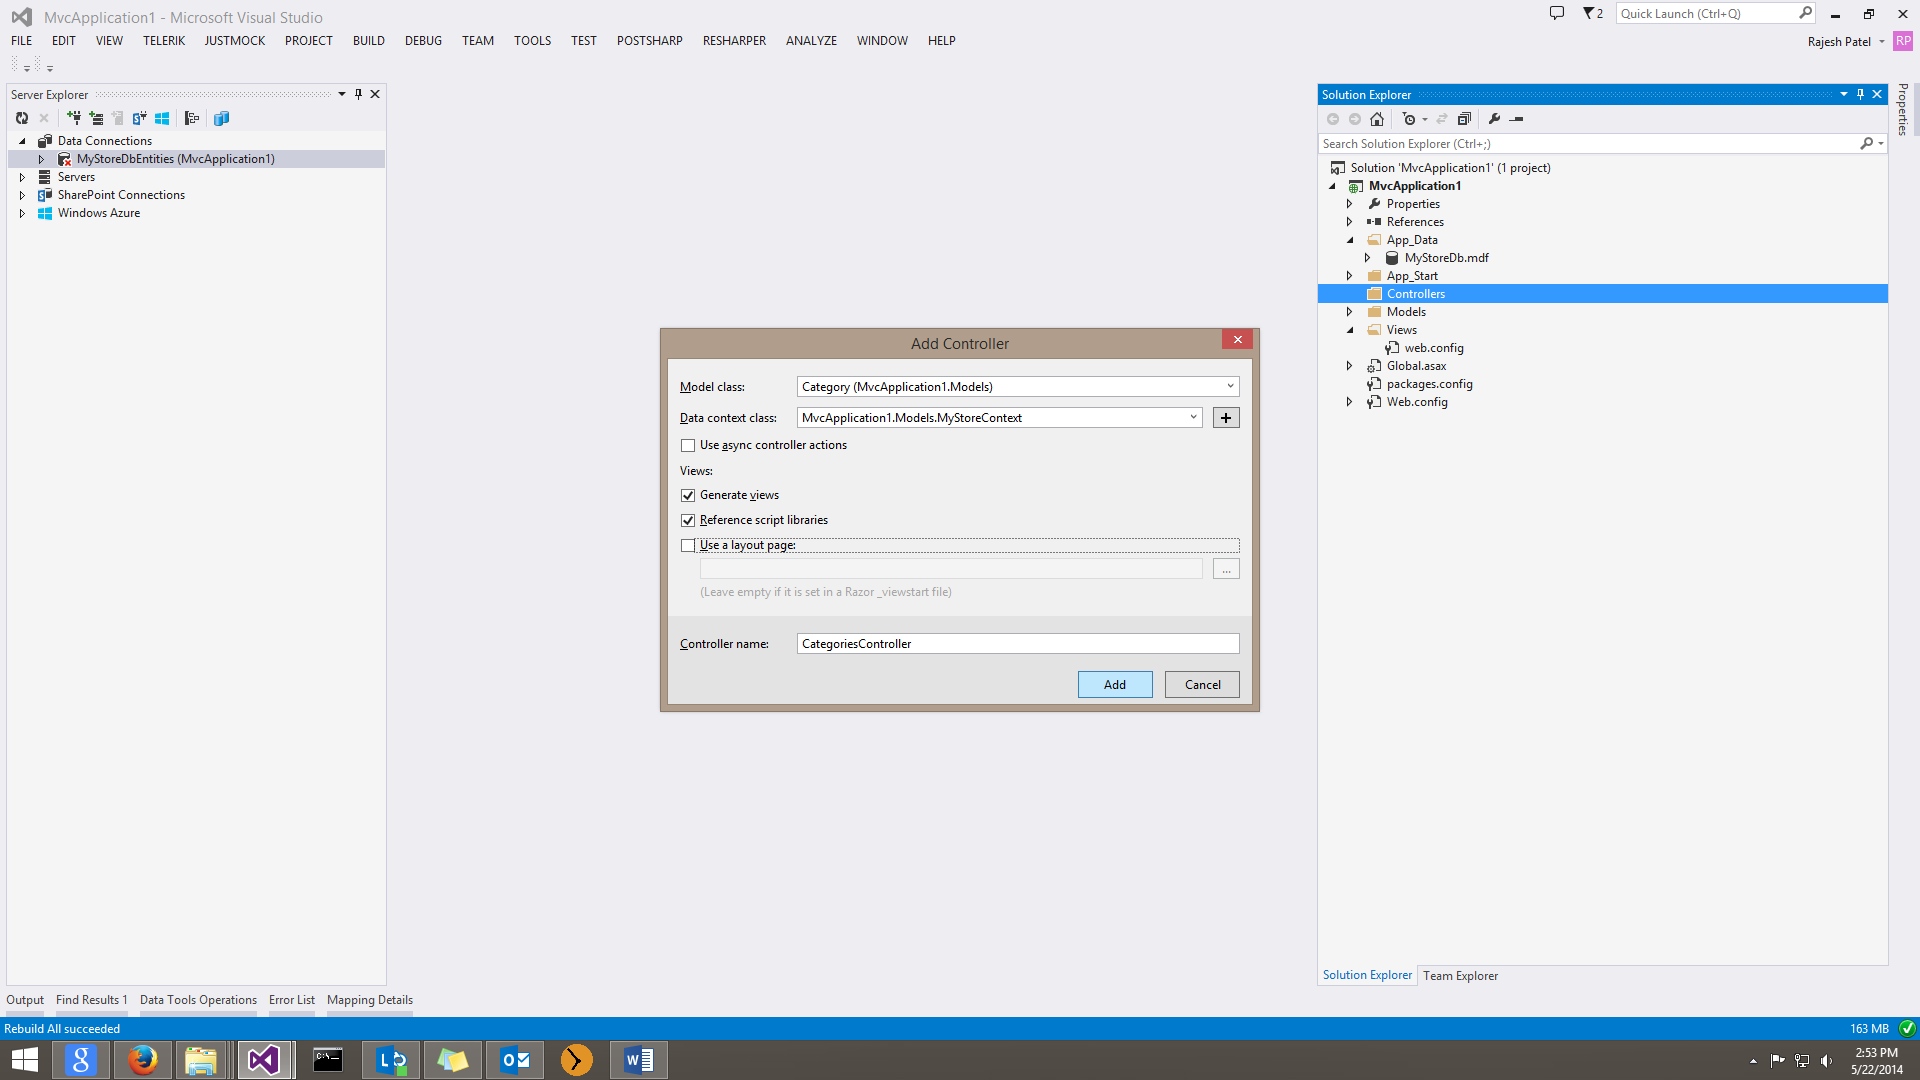 MvcApplication1 - Microsoft Visual Studio
2
Quick Launch (Ctrl+Q)
FILE EDIT VIEW TELERIK JUSTMOCK PROJECT BUILD DEBUG TEAM TOOLS TEST POSTSHARP RESHARPER ANALYZE WINDOW HELP
Rajesh Patel RP
Server Explorer
Data Connections
MyStoreDbEntities (MvcApplication1)
Servers
SharePoint Connections
Windows Azure
Add Controller
Model class: Category (MvcApplication1.Models)
Data context class: MvcApplication1.Models.MyStoreContext
Use async controller actions
Views:
Generate views
Reference script libraries
Use a layout page:
...
(Leave empty if it is set in a Razor _viewstart file)
Controller name: CategoriesController
Add Cancel
Solution Explorer
Search Solution Explorer (Ctrl+;)
Solution 'MvcApplication1' (1 project)
MvcApplication1
Properties
References
App_Data
MyStoreDb.mdf
App_Start
Controllers
Models
Views
web.config
Global.asax
packages.config
Web.config
Properties
Solution Explorer Team Explorer
Output Find Results 1 Data Tools Operations Error List Mapping Details
Rebuild All succeeded
163 MB
2:53 PM
5/22/2014